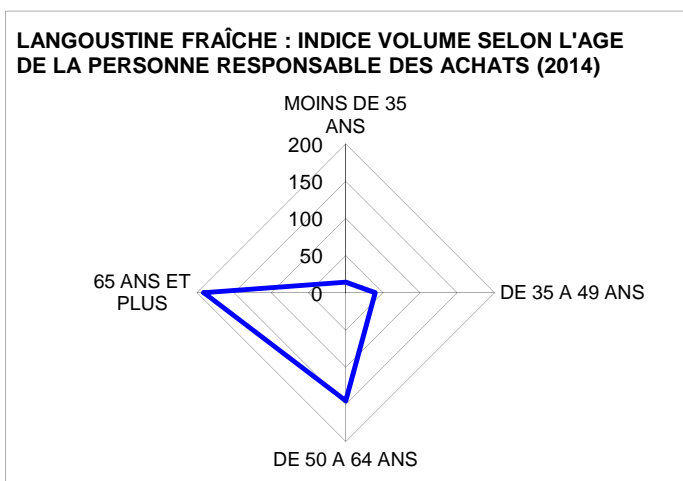 LANGOUSTINE FRAÎCHE : INDICE VOLUME SELON L'AGE
DE LA PERSONNE RESPONSABLE DES ACHATS (2014)
MOINS DE 35
ANS
200
150
100
50
0
65 ANS ET
PLUS
DE 35 A 49 ANS
DE 50 A 64 ANS